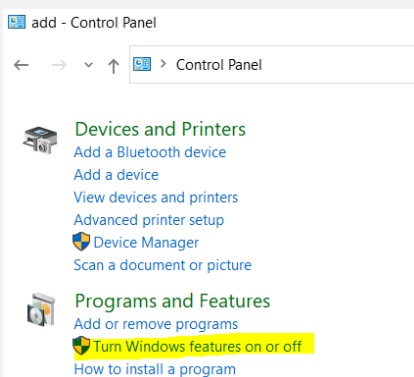 add - Control Panel
Control Panel
Devices and Printers
Add a Bluetooth device
Add a device
View devices and printers
Advanced printer setup
Device Manager
Scan a document or picture
Programs and Features
Add or remove programs
Turn Windows features on or off
How to install a program